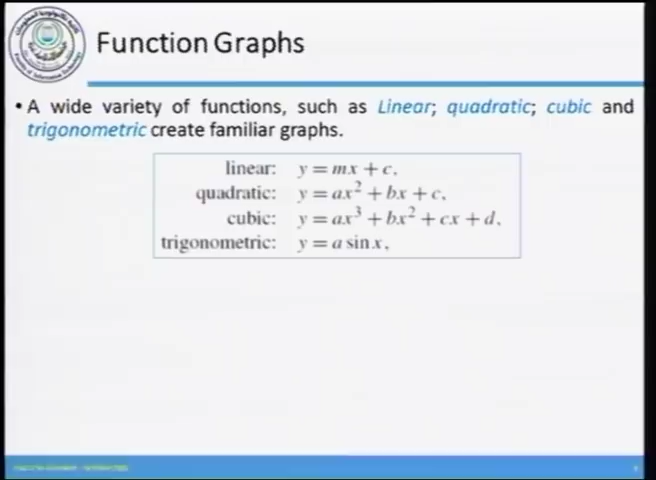 Function Graphs
• A wide variety of functions, such as Linear; quadratic; cubic and
trigonometric create familiar graphs.
linear: y = mx + c,
quadratic: y = ax² + bx + c,
cubic: y = ax³ + bx² + cx + d,
trigonometric: y = a sin x,